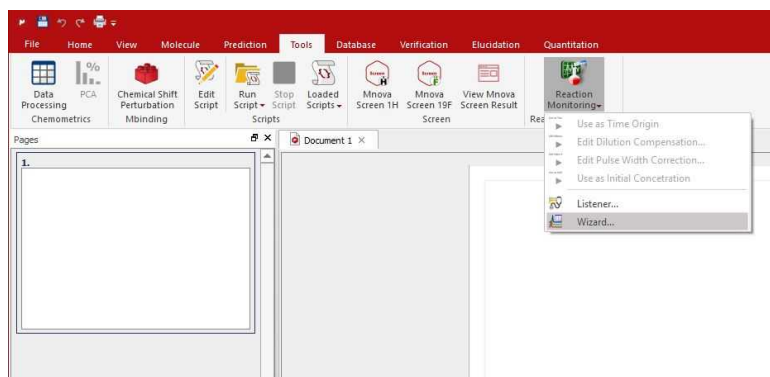 File Home View Molecule Prediction Tools Database Verification Elucidation Quantitation
Data Processing
PCA
Chemical Shift Perturbation
Edit Script
Run Script
Stop Script
Loaded Scripts
Mnova Screen 1H
Mnova Screen 19F
View Mnova Screen Result
Reaction Monitoring
Chemometrics Mbinding Scripts Screen Rea
Use as Time Origin
Edit Dilution Compensation...
Edit Pulse Width Correction...
Use as Initial Concetration
Listener...
Wizard...
Pages
Document 1
1.